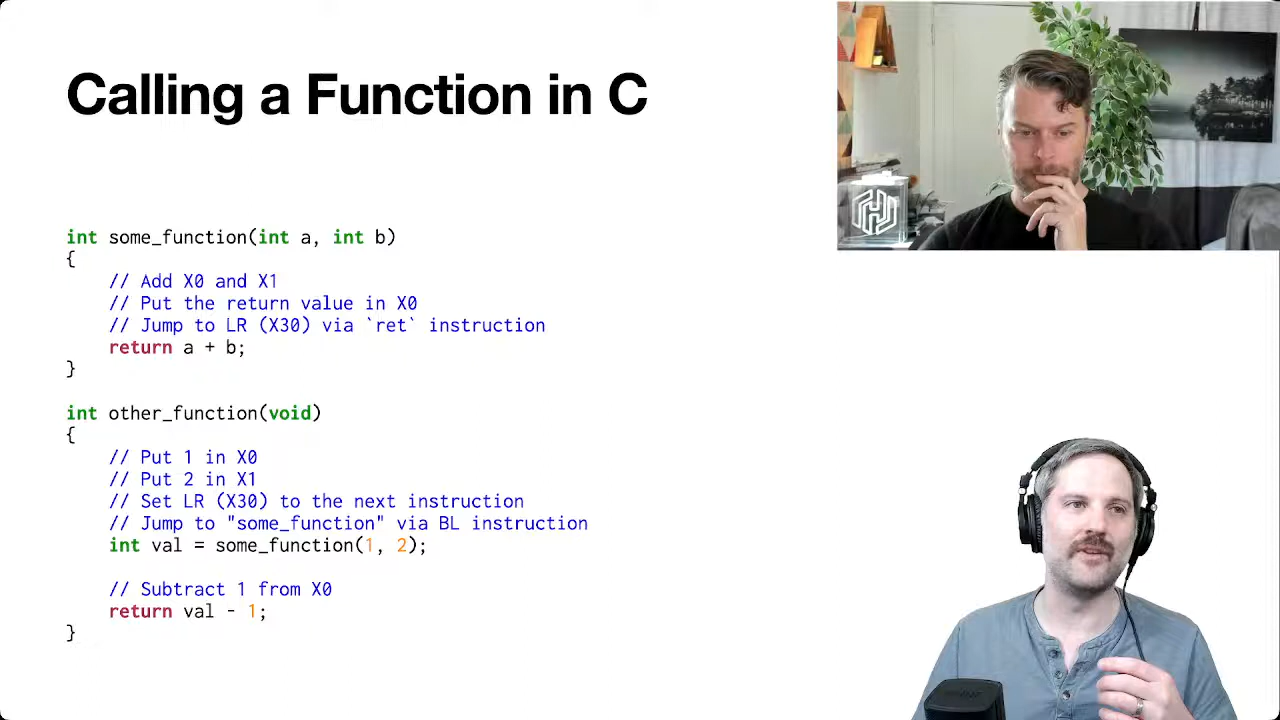 Calling a Function in C
int some_function(int a, int b)
{
// Add X0 and X1
// Put the return value in X0
// Jump to LR (X30) via `ret` instruction
return a + b;
}
int other_function(void)
{
// Put 1 in X0
// Put 2 in X1
// Set LR (X30) to the next instruction
// Jump to "some_function" via BL instruction
int val = some_function(1, 2);
// Subtract 1 from X0
return val - 1;
}